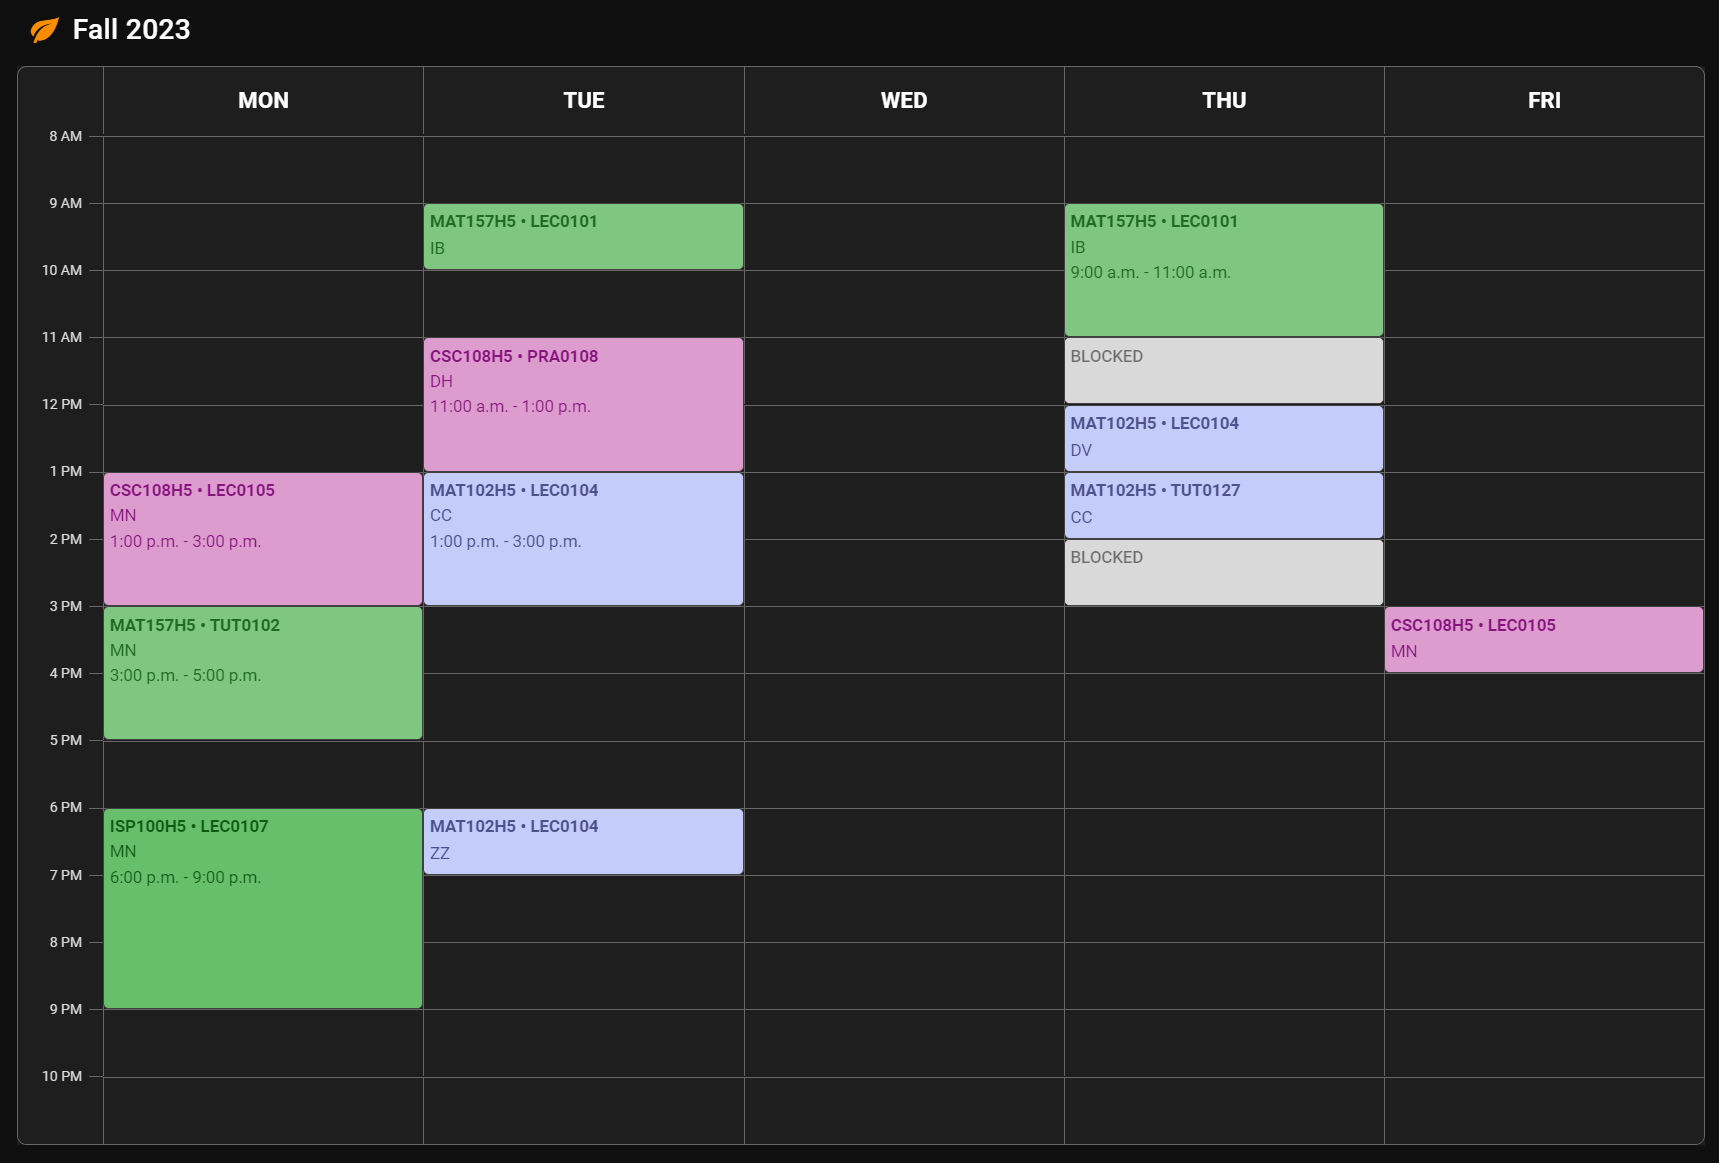 Fall 2023
MON TUE WED THU FRI
8 AM
9 AM
MAT157H5 • LEC0101
IB
MAT157H5 • LEC0101
IB
9:00 a.m. - 11:00 a.m.
10 AM
11 AM
CSC108H5 • PRA0108
DH
11:00 a.m. - 1:00 p.m.
BLOCKED
12 PM
MAT102H5 • LEC0104
DV
1 PM
CSC108H5 • LEC0105
MN
1:00 p.m. - 3:00 p.m.
MAT102H5 • LEC0104
CC
1:00 p.m. - 3:00 p.m.
MAT102H5 • TUT0127
CC
2 PM
BLOCKED
3 PM
MAT157H5 • TUT0102
MN
3:00 p.m. - 5:00 p.m.
CSC108H5 • LEC0105
MN
4 PM
5 PM
6 PM
ISP100H5 • LEC0107
MN
6:00 p.m. - 9:00 p.m.
MAT102H5 • LEC0104
ZZ
7 PM
8 PM
9 PM
10 PM